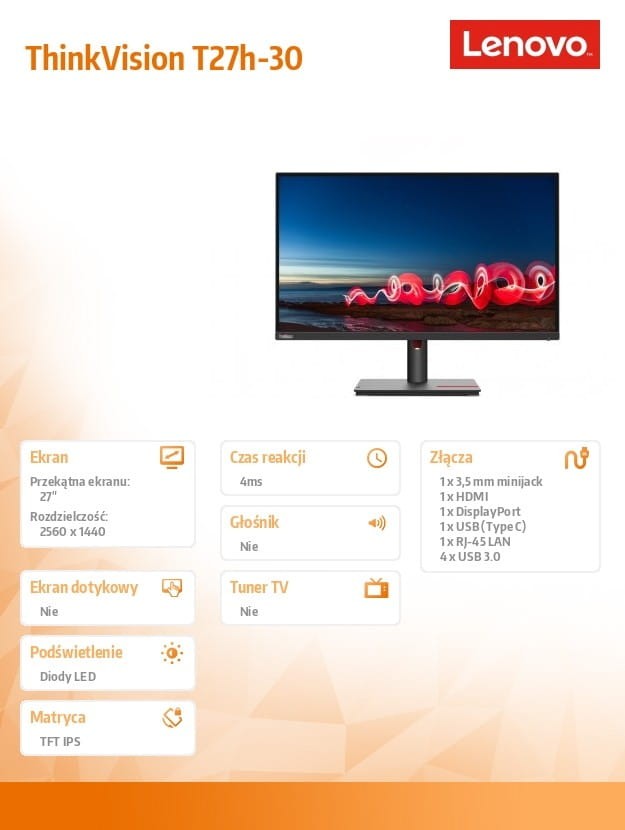 ThinkVision T27h-30
Lenovo
Ekran
Przekątna ekranu:
27"
Rozdzielczość:
2560 x 1440
Czas reakcji
4ms
Głośnik
Nie
Złącza
1 x 3,5 mm minijack
1 x HDMI
1 x DisplayPort
1 x USB (Type C)
1 x RJ-45 LAN
4 x USB 3.0
Ekran dotykowy
Nie
Tuner TV
Nie
Podświetlenie
Diody LED
Matryca
TFT IPS